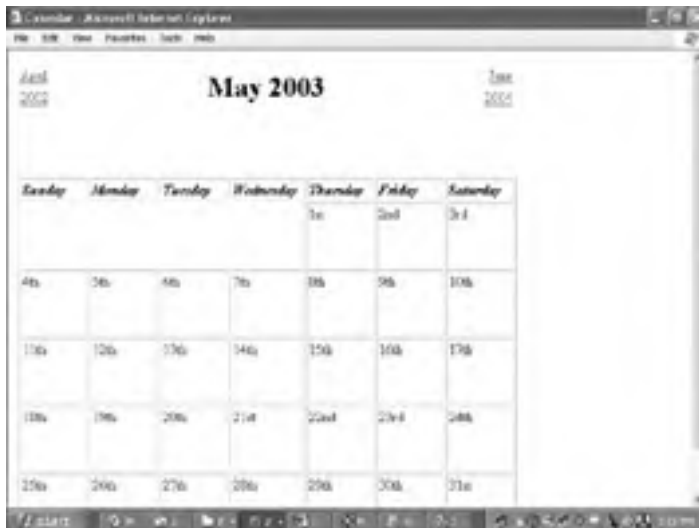 Calendar - Microsoft Internet Explorer
File Edit View Favorites Tools Help
April May 2003 June
2002 2004
Sunday Monday Tuesday Wednesday Thursday Friday Saturday
1st 2nd 3rd
4th 5th 6th 7th 8th 9th 10th
11th 12th 13th 14th 15th 16th 17th
18th 19th 20th 21st 22nd 23rd 24th
25th 26th 27th 28th 29th 30th 31st
start